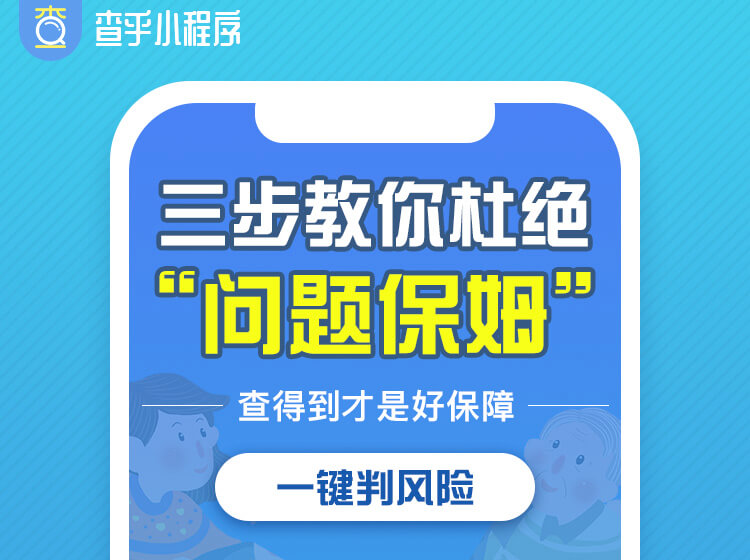 查 查乎小程序
三步教你杜绝
“问题保姆”
查得到才是好保障
一键判风险